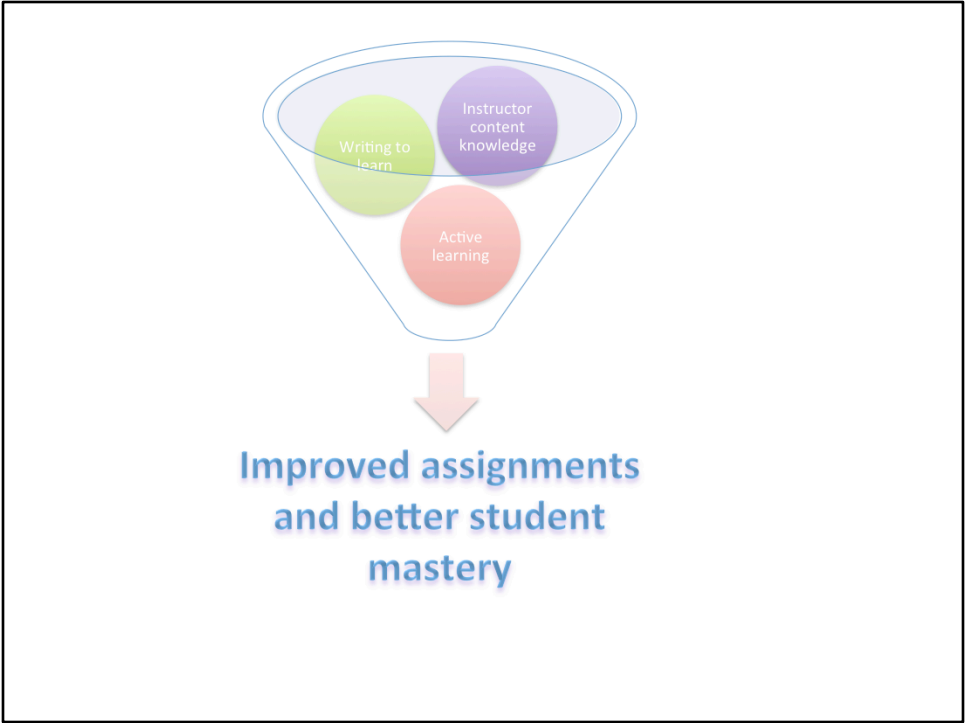 Instructor
content
knowledge
Writing to
learn
Active
learning
Improved assignments
and better student
mastery